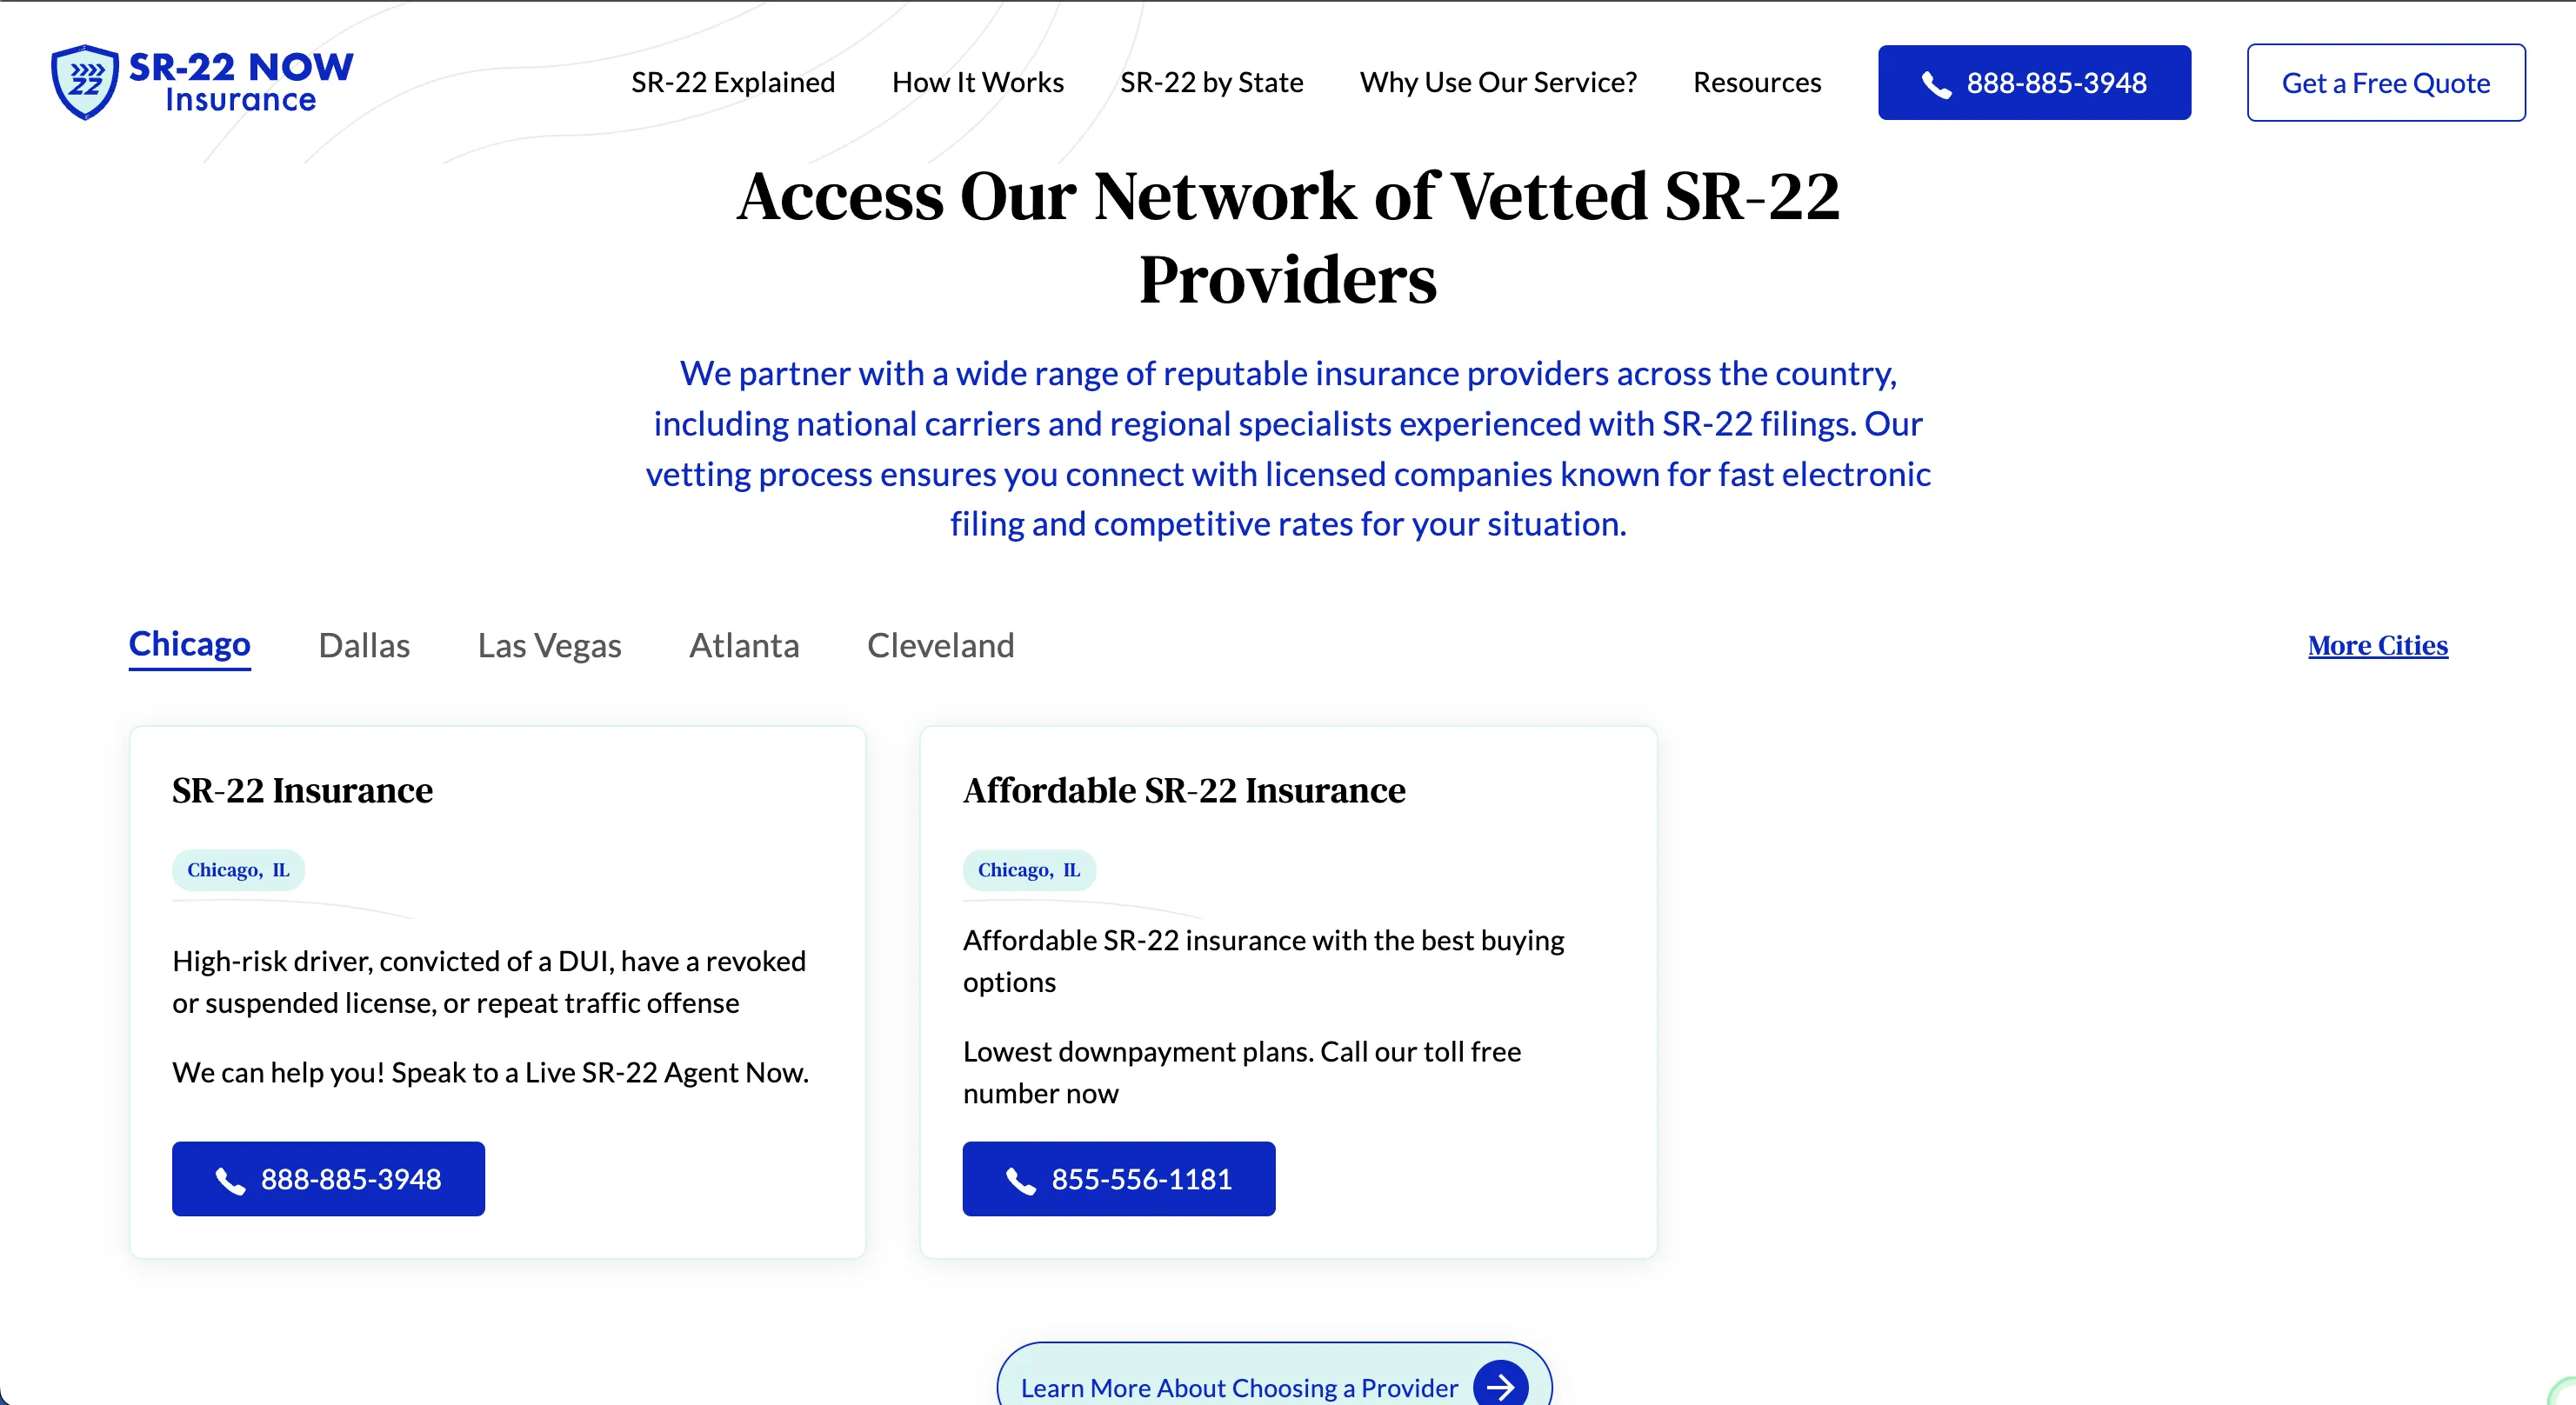 SR-22 NOW
Insurance
SR-22 Explained
How It Works
SR-22 by State
Why Use Our Service?
Resources
888-885-3948
Get a Free Quote
Access Our Network of Vetted SR-22
Providers
We partner with a wide range of reputable insurance providers across the country,
including national carriers and regional specialists experienced with SR-22 filings. Our
vetting process ensures you connect with licensed companies known for fast electronic
filing and competitive rates for your situation.
Chicago
Dallas
Las Vegas
Atlanta
Cleveland
More Cities
SR-22 Insurance
Chicago, IL
High-risk driver, convicted of a DUI, have a revoked
or suspended license, or repeat traffic offense
We can help you! Speak to a Live SR-22 Agent Now.
888-885-3948
Affordable SR-22 Insurance
Chicago, IL
Affordable SR-22 insurance with the best buying
options
Lowest downpayment plans. Call our toll free
number now
855-556-1181
Learn More About Choosing a Provider